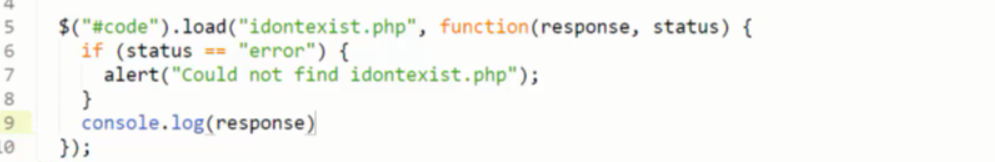 4
5 $("#code").load("idontexist.php", function(response, status) {
6 if (status == "error") {
7 alert("Could not find idontexist.php");
8 }
9 console.log(response)
10 });